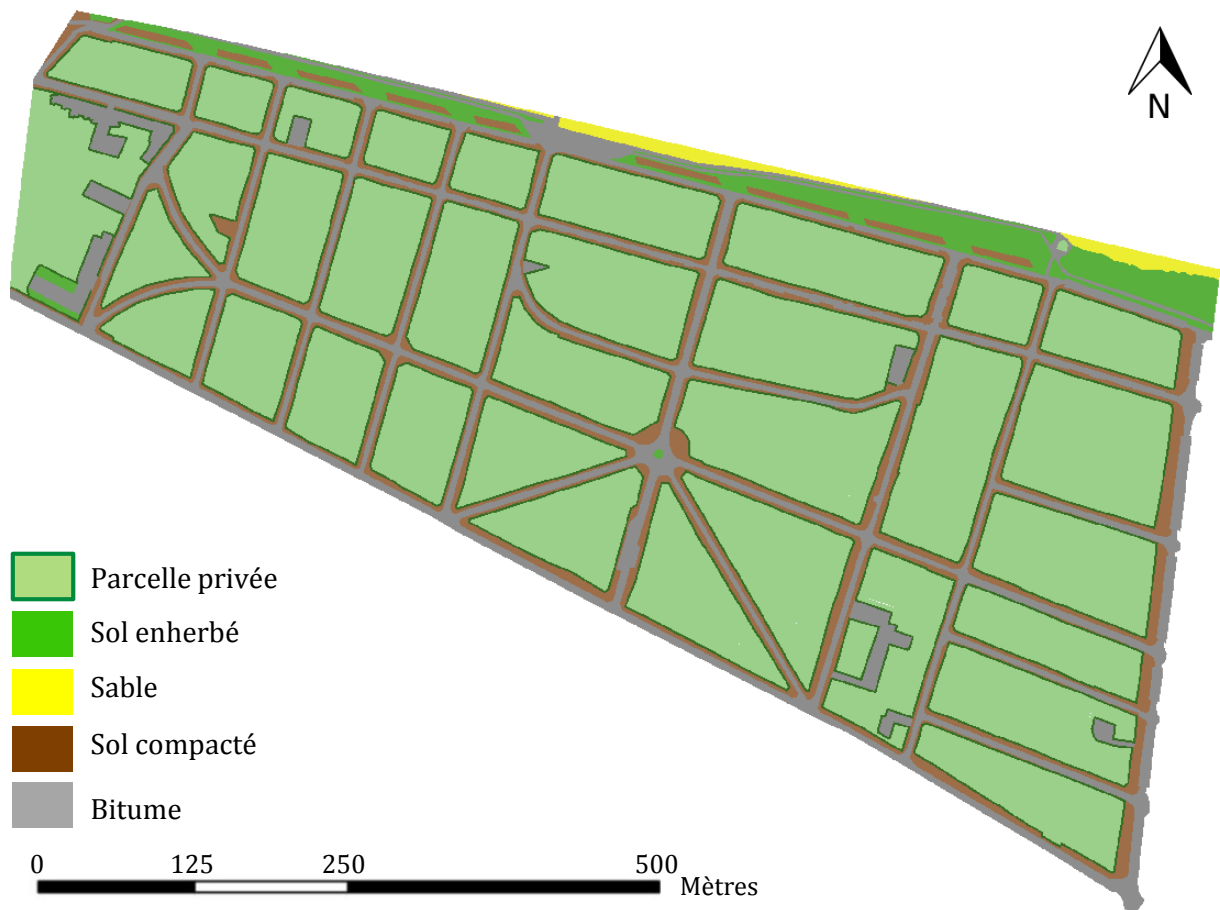 N
Parcelle privée
Sol enherbé
Sable
Sol compacté
Bitume
0 125 250 500
Mètres